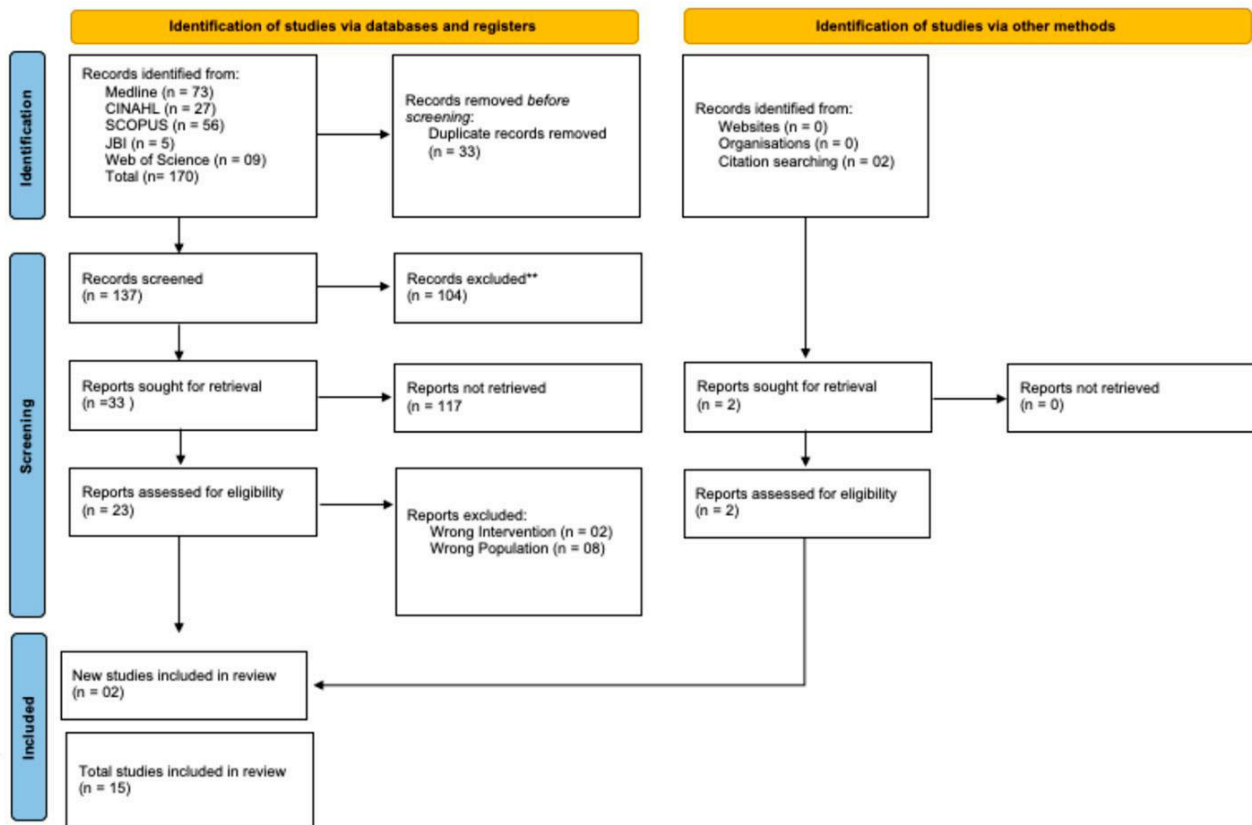 Identification of studies via databases and registers
Identification of studies via other methods
Identification
Records identified from:
Medline (n = 73)
CINAHL (n = 27)
SCOPUS (n = 56)
JBI (n = 5)
Web of Science (n = 09)
Total (n= 170)
Records removed before
screening:
Duplicate records removed
(n = 33)
Records identified from:
Websites (n = 0)
Organisations (n = 0)
Citation searching (n = 02)
Screening
Records screened
(n = 137)
Records excluded**
(n = 104)
Reports sought for retrieval
(n =33 )
Reports not retrieved
(n = 117
Reports sought for retrieval
(n = 2)
Reports not retrieved
(n = 0)
Reports assessed for eligibility
(n = 23)
Reports excluded:
Wrong Intervention (n = 02)
Wrong Population (n = 08)
Reports assessed for eligibility
(n = 2)
Included
New studies included in review
(n = 02)
Total studies included in review
(n = 15)